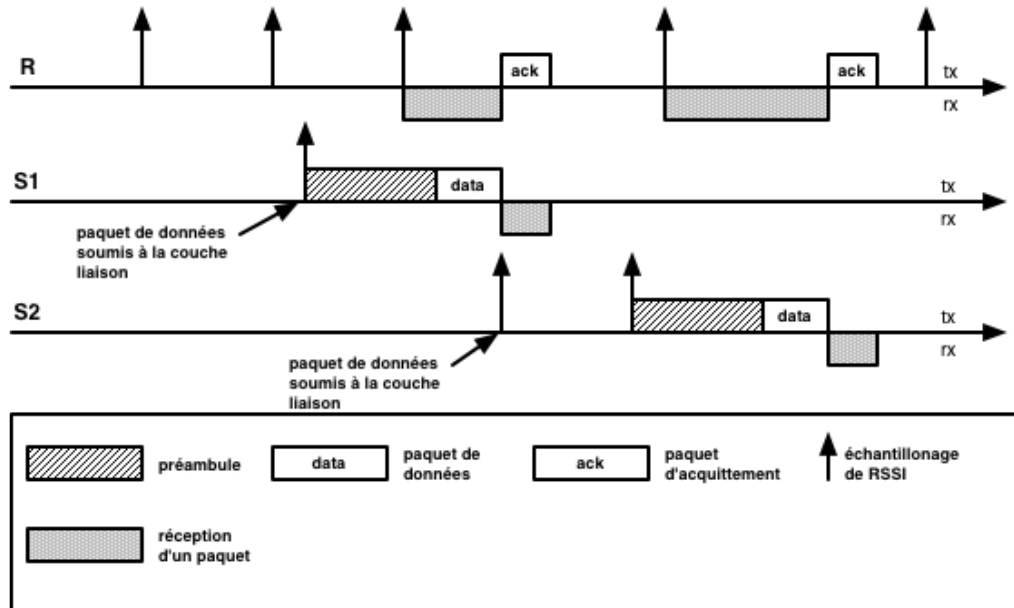 R
ack
ack
tx
rx
S1
data
tx
rx
paquet de données
soumis à la couche
liaison
S2
data
tx
rx
paquet de données
soumis à la couche
liaison
préambule
data
paquet de
données
ack
paquet
d'acquittement
échantillonage
de RSSI
réception
d'un paquet